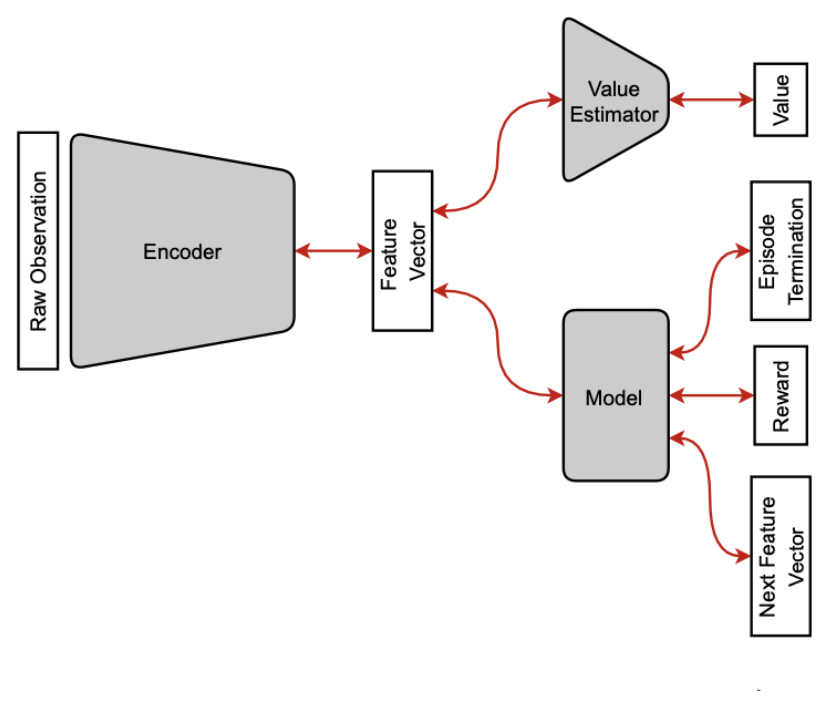 Raw Observation
Encoder
Feature
Vector
Value
Estimator
Value
Episode
Termination
Model
Reward
Next Feature
Vector